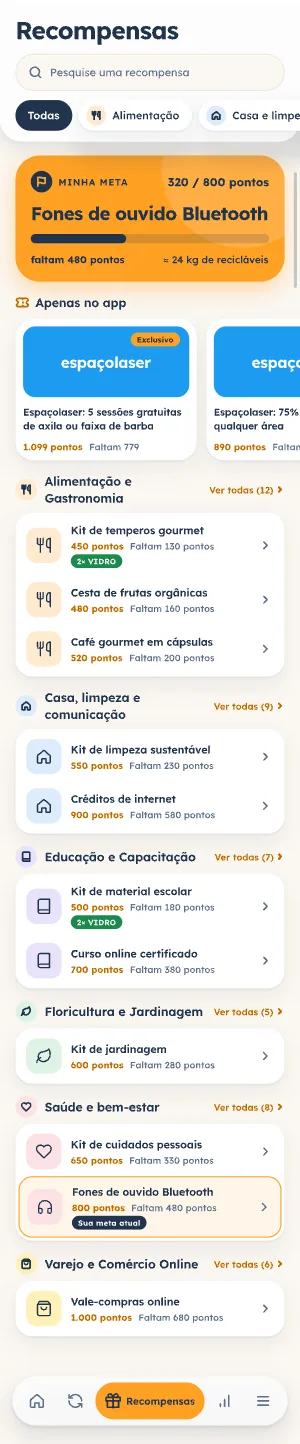 Recompensas
Pesquise uma recompensa
Todas
Alimentação
Casa e limpe
MINHA META
320 / 800 pontos
Fones de ouvido Bluetooth
faltam 480 pontos
≈ 24 kg de recicláveis
Apenas no app
Exclusivo
espaçolaser
espaço
Espaçolaser: 5 sessões gratuitas
de axila ou faixa de barba
1.099 pontos Faltam 779
Espaçolaser: 75%
qualquer área
890 pontos Faltam
Alimentação e
Gastronomia
Ver todas (12)
Kit de temperos gourmet
450 pontos Faltam 130 pontos
2× VIDRO
Cesta de frutas orgânicas
480 pontos Faltam 160 pontos
Café gourmet em cápsulas
520 pontos Faltam 200 pontos
Casa, limpeza e
comunicação
Ver todas (9)
Kit de limpeza sustentável
550 pontos Faltam 230 pontos
Créditos de internet
900 pontos Faltam 580 pontos
Educação e Capacitação
Ver todas (7)
Kit de material escolar
500 pontos Faltam 180 pontos
2× VIDRO
Curso online certificado
700 pontos Faltam 380 pontos
Floricultura e Jardinagem
Ver todas (5)
Kit de jardinagem
600 pontos Faltam 280 pontos
Saúde e bem-estar
Ver todas (8)
Kit de cuidados pessoais
650 pontos Faltam 330 pontos
Fones de ouvido Bluetooth
800 pontos Faltam 480 pontos
Sua meta atual
Varejo e Comércio Online
Ver todas (6)
Vale-compras online
1.000 pontos Faltam 680 pontos
Recompensas